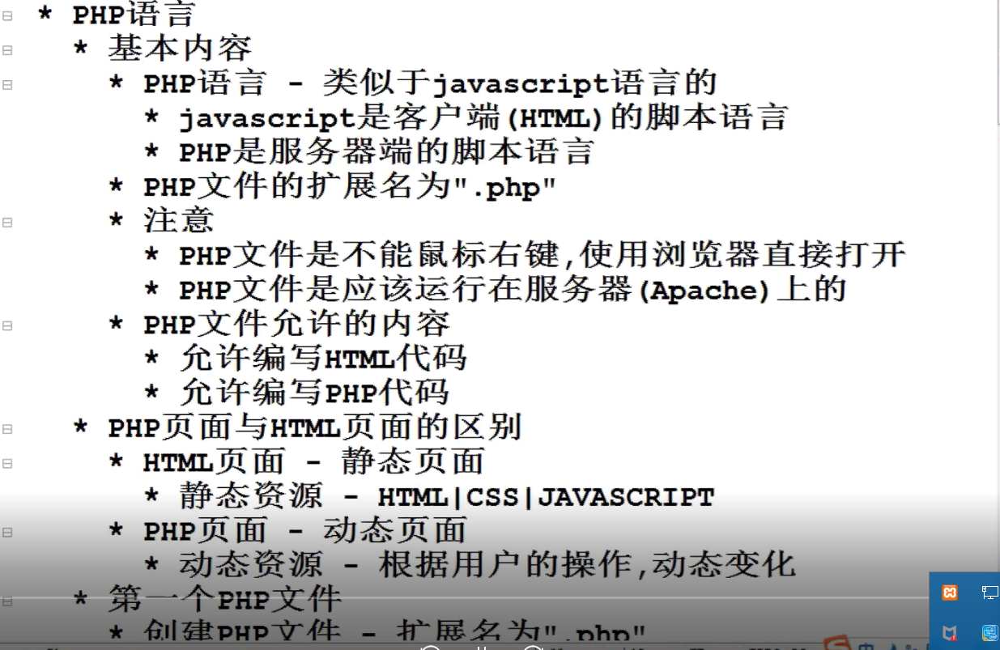 * PHP语言
* 基本内容
* PHP语言 - 类似于javascript语言的
* javascript是客户端(HTML)的脚本语言
* PHP是服务器端的脚本语言
* PHP文件的扩展名为".php"
* 注意
* PHP文件是不能鼠标右键,使用浏览器直接打开
* PHP文件是应该运行在服务器(Apache)上的
* PHP文件允许的内容
* 允许编写HTML代码
* 允许编写PHP代码
* PHP页面与HTML页面的区别
* HTML页面 - 静态页面
* 静态资源 - HTML|CSS|JAVASCRIPT
* PHP页面 - 动态页面
* 动态资源 - 根据用户的操作,动态变化
* 第一个PHP文件
* 创建PHP文件 - 扩展名为".php"